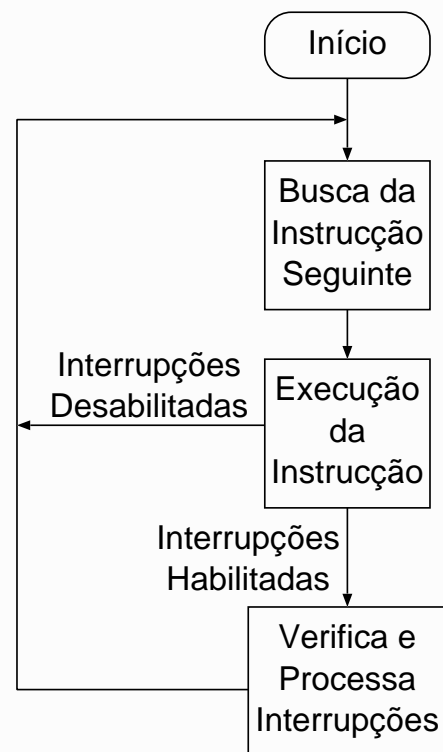 Início
Busca da
Instrucção
Seguinte
Interrupções
Desabilitadas
Execução
da
Instrucção
Interrupções
Habilitadas
Verifica e
Processa
Interrupções